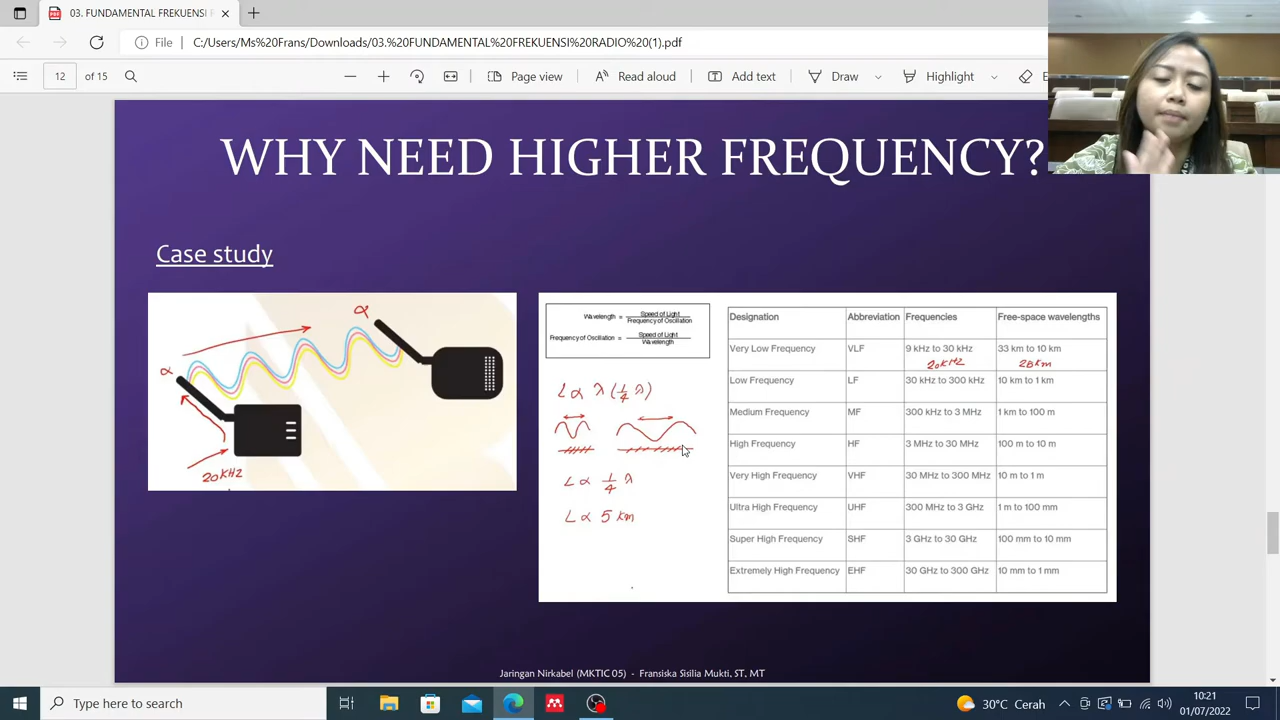 03. FUNDAMENTAL FREKUENSI R
File
C:/Users/Ms%20Frans/Downloads/03.%20FUNDAMENTAL%20FREKUENSI%20RADIO%20(1).pdf
12 of 15
Page view
Read aloud
Add text
Draw
Highlight
WHY NEED HIGHER FREQUENCY?
Case study
α
α
20KHZ
Wavelength = Speed of Light / Frequency of Oscillation
Frequency of Oscillation = Speed of Light / Wavelength
L α λ (1/4 λ)
L α 1/4 λ
L α 5 km
Designation Abbreviation Frequencies Free-space wavelengths
Very Low Frequency VLF 9 kHz to 30 kHz 33 km to 10 km
20KHz 20km
Low Frequency LF 30 kHz to 300 kHz 10 km to 1 km
Medium Frequency MF 300 kHz to 3 MHz 1 km to 100 m
High Frequency HF 3 MHz to 30 MHz 100 m to 10 m
Very High Frequency VHF 30 MHz to 300 MHz 10 m to 1 m
Ultra High Frequency UHF 300 MHz to 3 GHz 1 m to 100 mm
Super High Frequency SHF 3 GHz to 30 GHz 100 mm to 10 mm
Extremely High Frequency EHF 30 GHz to 300 GHz 10 mm to 1 mm
Jaringan Nirkabel (MKTIC 05) - Fransiska Sisilia Mukti, ST, MT
Type here to search
30°C Cerah
10:21
01/07/2022